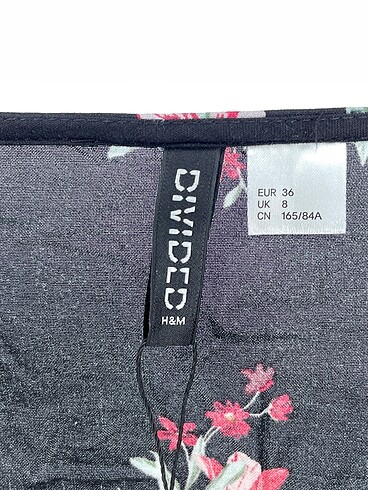 DIVIDED
H&M
EUR 36
UK 8
CN 165/84A